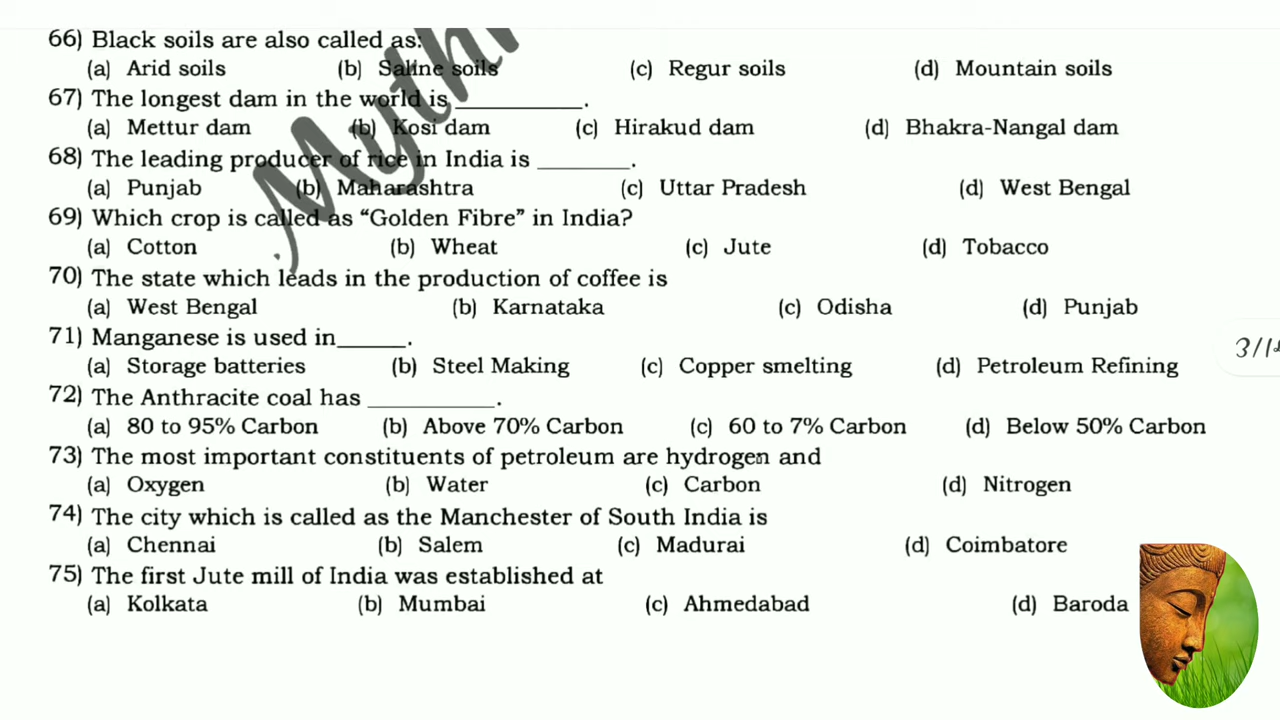 66) Black soils are also called as:
(a) Arid soils (b) Saline soils (c) Regur soils (d) Mountain soils
67) The longest dam in the world is __________.
(a) Mettur dam (b) Kosi dam (c) Hirakud dam (d) Bhakra-Nangal dam
68) The leading producer of rice in India is _______.
(a) Punjab (b) Maharashtra (c) Uttar Pradesh (d) West Bengal
69) Which crop is called as “Golden Fibre” in India?
(a) Cotton (b) Wheat (c) Jute (d) Tobacco
70) The state which leads in the production of coffee is
(a) West Bengal (b) Karnataka (c) Odisha (d) Punjab
71) Manganese is used in_____.
(a) Storage batteries (b) Steel Making (c) Copper smelting (d) Petroleum Refining
72) The Anthracite coal has __________.
(a) 80 to 95% Carbon (b) Above 70% Carbon (c) 60 to 7% Carbon (d) Below 50% Carbon
73) The most important constituents of petroleum are hydrogen and
(a) Oxygen (b) Water (c) Carbon (d) Nitrogen
74) The city which is called as the Manchester of South India is
(a) Chennai (b) Salem (c) Madurai (d) Coimbatore
75) The first Jute mill of India was established at
(a) Kolkata (b) Mumbai (c) Ahmedabad (d) Baroda